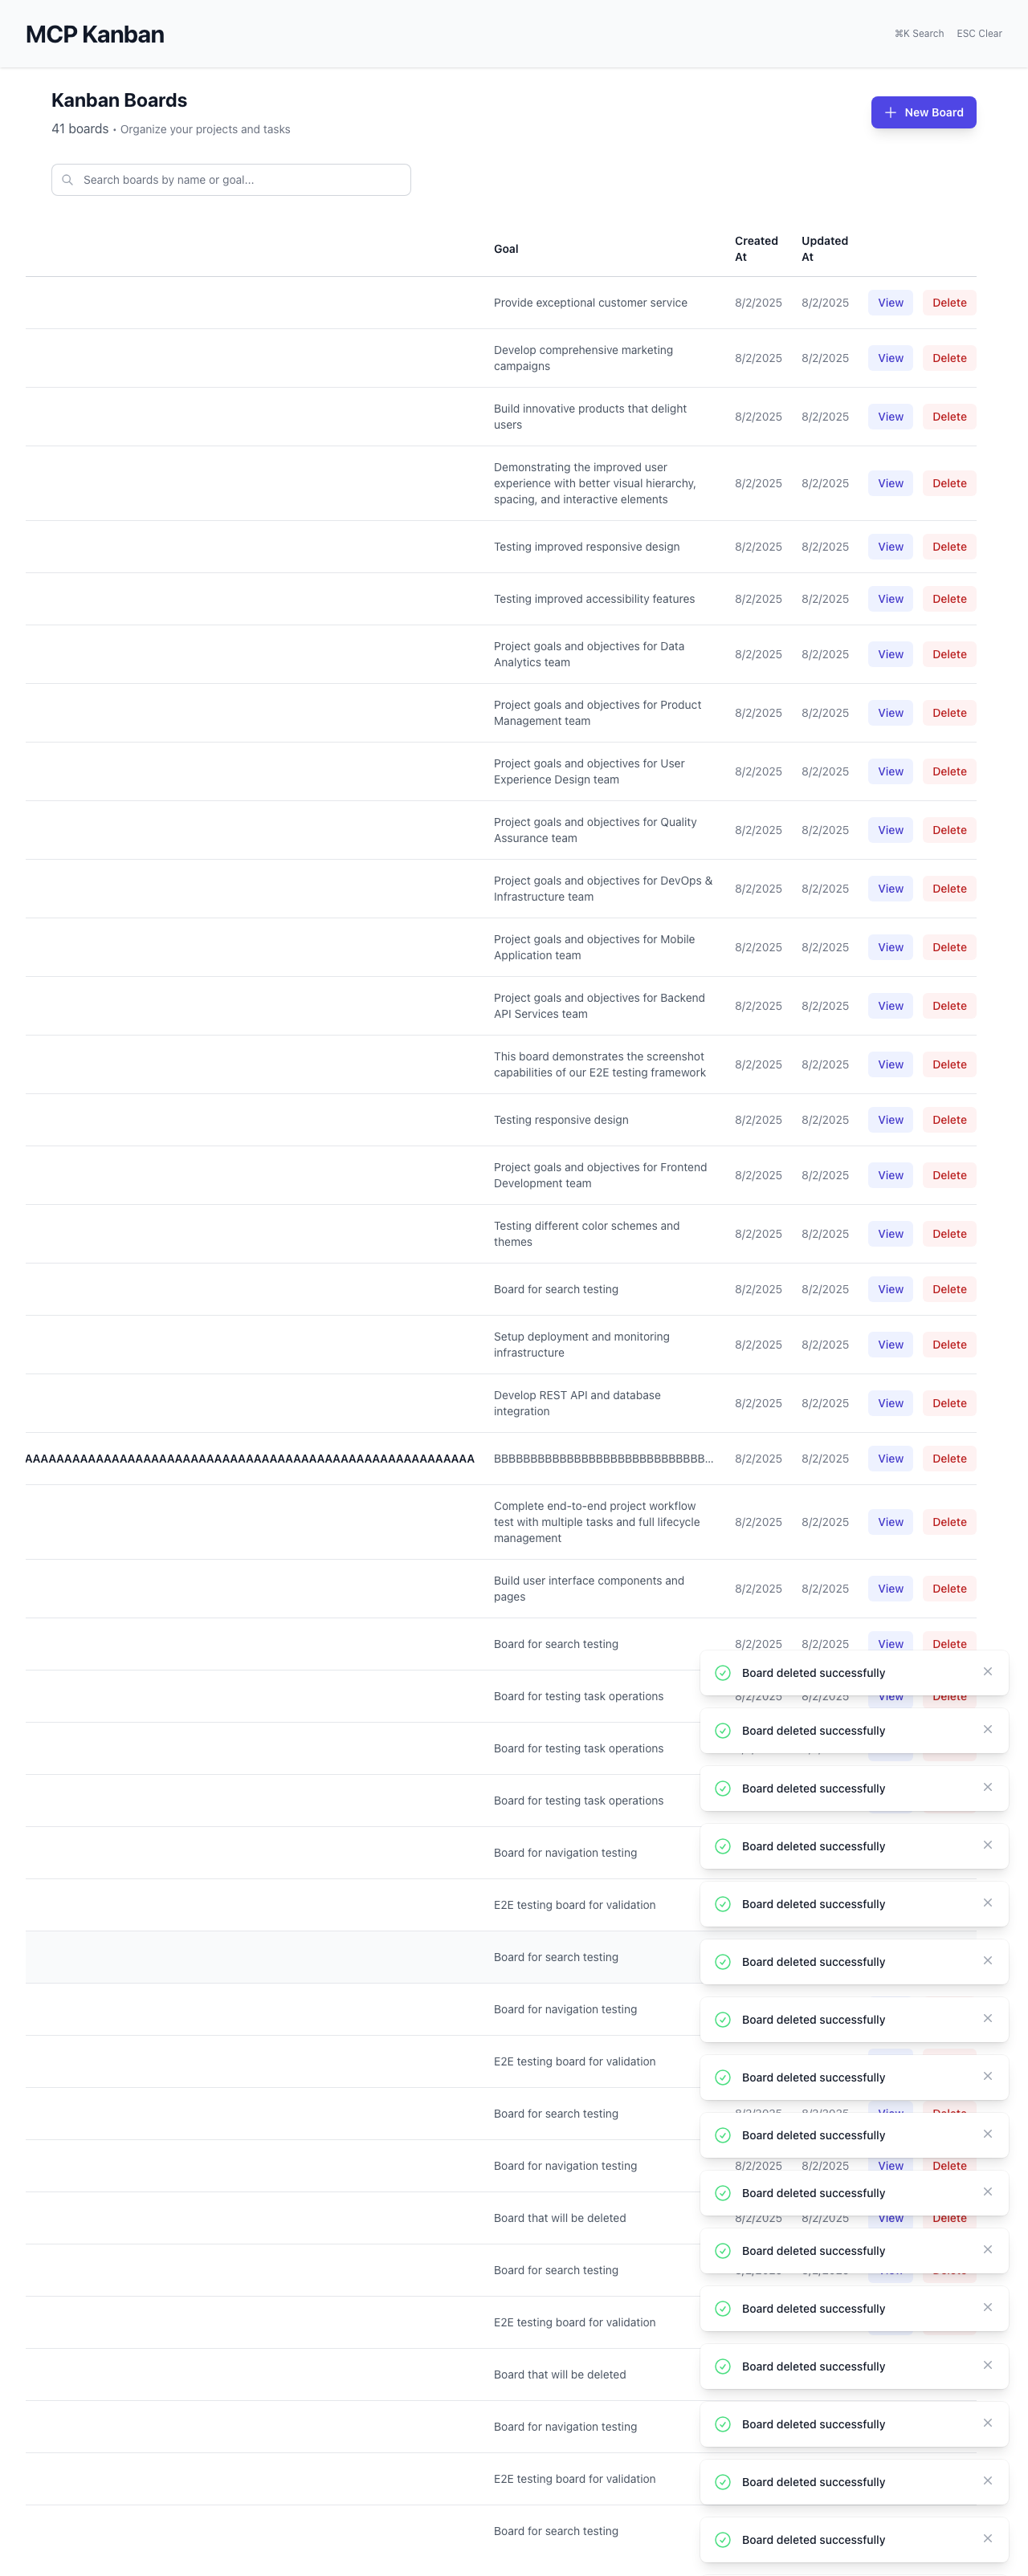 MCP Kanban
⌘K Search ESC Clear
Kanban Boards
41 boards • Organize your projects and tasks
New Board
Search boards by name or goal...
Goal
Created
At
Updated
At
Provide exceptional customer service
8/2/2025 8/2/2025 View Delete
Develop comprehensive marketing
campaigns
8/2/2025 8/2/2025 View Delete
Build innovative products that delight
users
8/2/2025 8/2/2025 View Delete
Demonstrating the improved user
experience with better visual hierarchy,
spacing, and interactive elements
8/2/2025 8/2/2025 View Delete
Testing improved responsive design
8/2/2025 8/2/2025 View Delete
Testing improved accessibility features
8/2/2025 8/2/2025 View Delete
Project goals and objectives for Data
Analytics team
8/2/2025 8/2/2025 View Delete
Project goals and objectives for Product
Management team
8/2/2025 8/2/2025 View Delete
Project goals and objectives for User
Experience Design team
8/2/2025 8/2/2025 View Delete
Project goals and objectives for Quality
Assurance team
8/2/2025 8/2/2025 View Delete
Project goals and objectives for DevOps &
Infrastructure team
8/2/2025 8/2/2025 View Delete
Project goals and objectives for Mobile
Application team
8/2/2025 8/2/2025 View Delete
Project goals and objectives for Backend
API Services team
8/2/2025 8/2/2025 View Delete
This board demonstrates the screenshot
capabilities of our E2E testing framework
8/2/2025 8/2/2025 View Delete
Testing responsive design
8/2/2025 8/2/2025 View Delete
Project goals and objectives for Frontend
Development team
8/2/2025 8/2/2025 View Delete
Testing different color schemes and
themes
8/2/2025 8/2/2025 View Delete
Board for search testing
8/2/2025 8/2/2025 View Delete
Setup deployment and monitoring
infrastructure
8/2/2025 8/2/2025 View Delete
Develop REST API and database
integration
8/2/2025 8/2/2025 View Delete
AAAAAAAAAAAAAAAAAAAAAAAAAAAAAAAAAAAAAAAAAAAAAAAAAAAAAAAAA
BBBBBBBBBBBBBBBBBBBBBBBBBBBBB...
8/2/2025 8/2/2025 View Delete
Complete end-to-end project workflow
test with multiple tasks and full lifecycle
management
8/2/2025 8/2/2025 View Delete
Build user interface components and
pages
8/2/2025 8/2/2025 View Delete
Board for search testing
8/2/2025 8/2/2025 View Delete
Board deleted successfully
Board for testing task operations
8/2/2025 8/2/2025 View Delete
Board deleted successfully
Board for testing task operations
Board deleted successfully
Board for testing task operations
Board deleted successfully
Board for navigation testing
Board deleted successfully
E2E testing board for validation
Board for search testing
Board deleted successfully
Board for navigation testing
Board deleted successfully
E2E testing board for validation
Board deleted successfully
Board for search testing
Board deleted successfully
Board for navigation testing
8/2/2025 8/2/2025 View Delete
Board deleted successfully
Board that will be deleted
8/2/2025 8/2/2025 View Delete
Board deleted successfully
Board for search testing
Board deleted successfully
E2E testing board for validation
Board deleted successfully
Board that will be deleted
Board deleted successfully
Board for navigation testing
E2E testing board for validation
Board deleted successfully
Board for search testing
Board deleted successfully